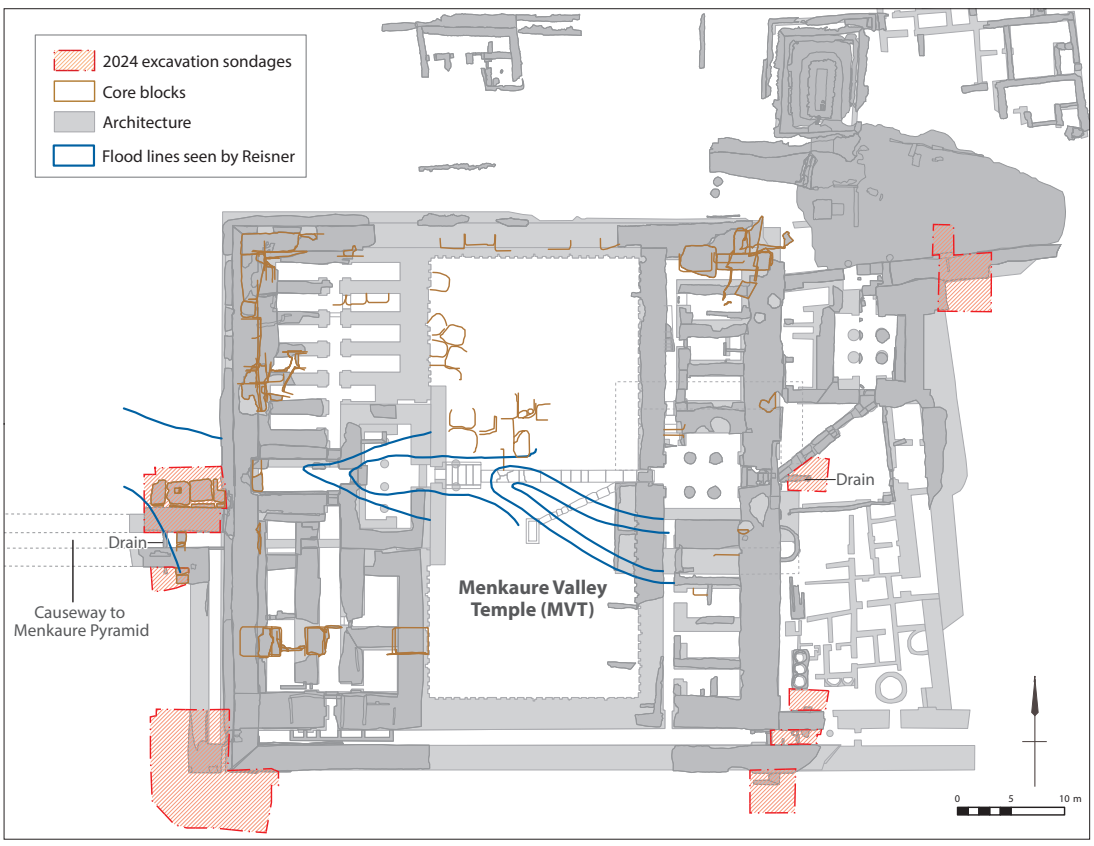 2024 excavation sondages
Core blocks
Architecture
Flood lines seen by Reisner
Drain
Drain
Causeway to
Menkaure Pyramid
Menkaure Valley
Temple (MVT)
0 5 10 m